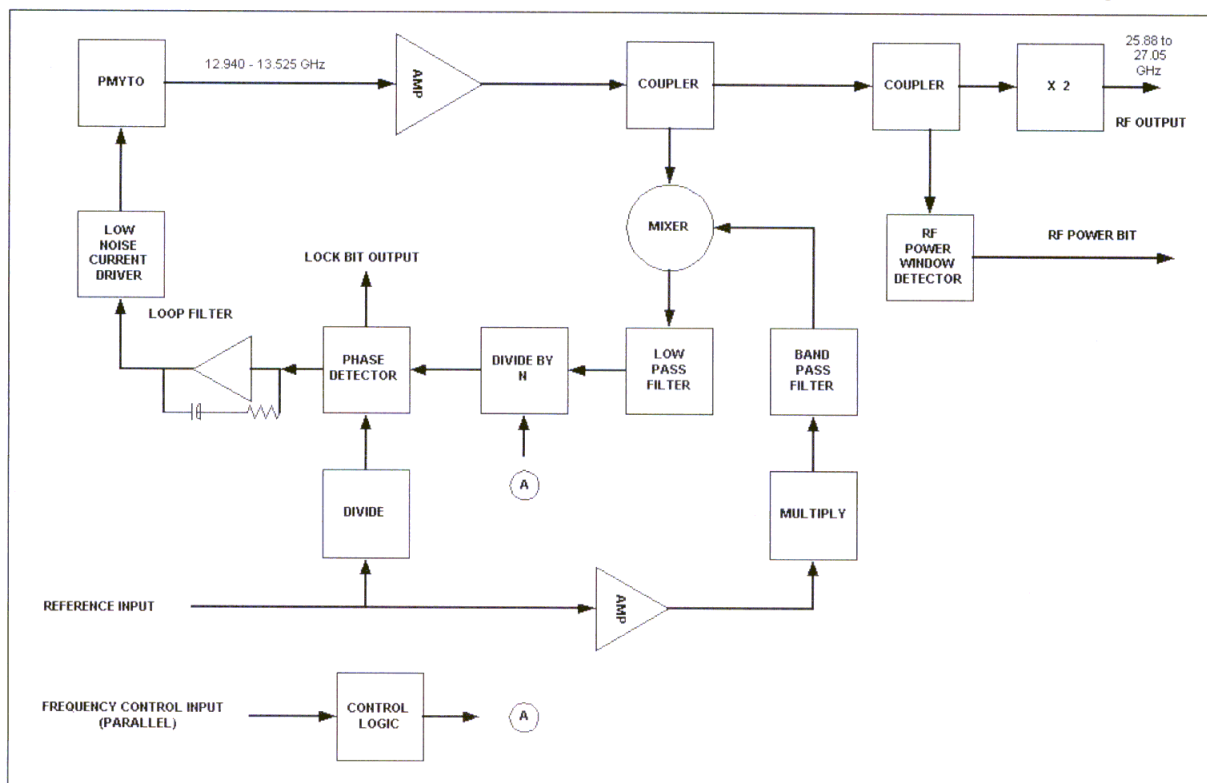 25.88 to
27.05
GHz
12.940 - 13.525 GHz
PMYTO
AMP
COUPLER
COUPLER
X 2
RF OUTPUT
MIXER
LOW
NOISE
CURRENT
DRIVER
RF
POWER
WINDOW
DETECTOR
RF POWER BIT
LOCK BIT OUTPUT
LOOP FILTER
PHASE
DETECTOR
DIVIDE BY
N
LOW
PASS
FILTER
BAND
PASS
FILTER
A
DIVIDE
MULTIPLY
REFERENCE INPUT
AMP
FREQUENCY CONTROL INPUT
(PARALLEL)
CONTROL
LOGIC
A